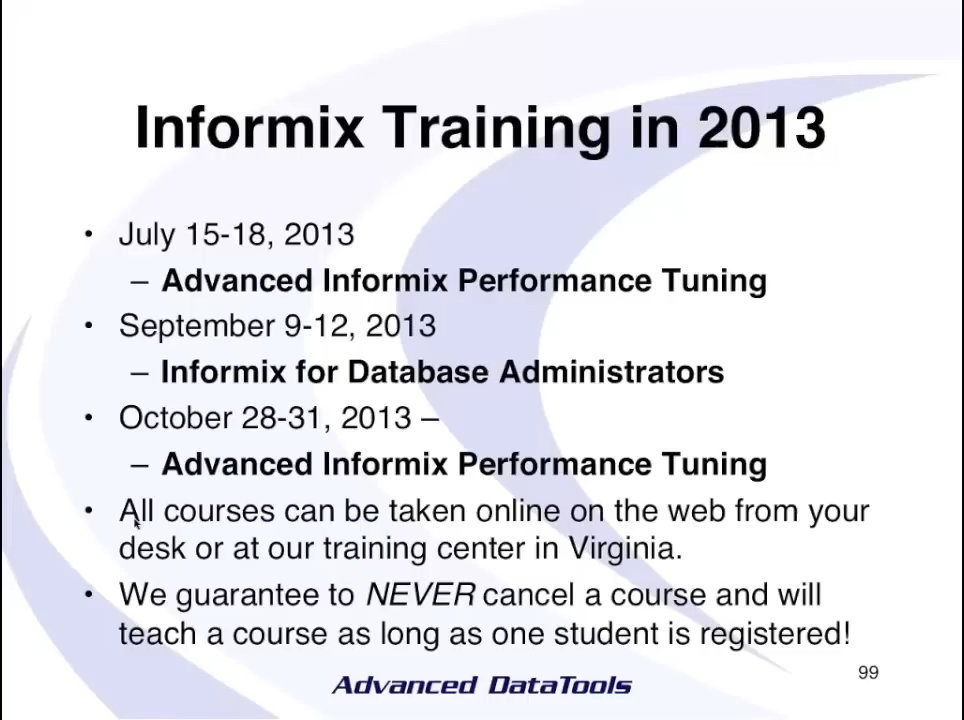 Informix Training in 2013
• July 15-18, 2013
– Advanced Informix Performance Tuning
• September 9-12, 2013
– Informix for Database Administrators
• October 28-31, 2013 –
– Advanced Informix Performance Tuning
• All courses can be taken online on the web from your
desk or at our training center in Virginia.
• We guarantee to NEVER cancel a course and will
teach a course as long as one student is registered!
99
Advanced DataTools